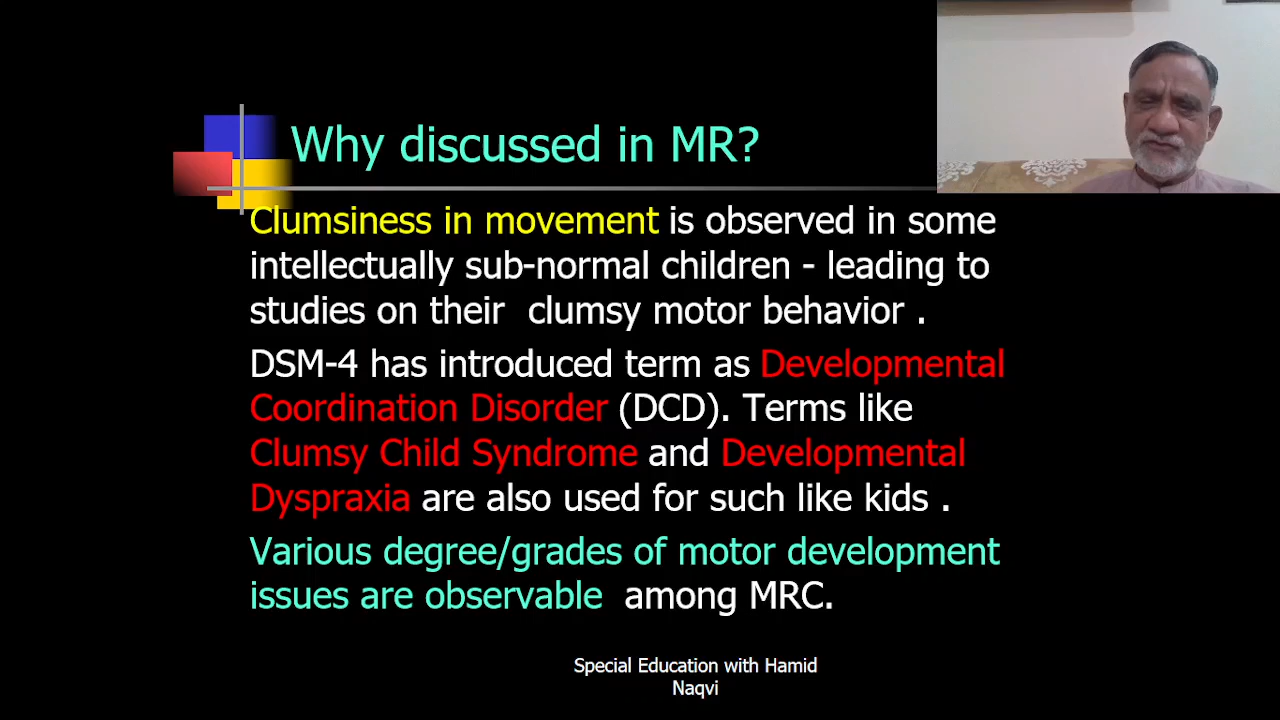 Why discussed in MR?
Clumsiness in movement is observed in some
intellectually sub-normal children - leading to
studies on their clumsy motor behavior .
DSM-4 has introduced term as Developmental
Coordination Disorder (DCD). Terms like
Clumsy Child Syndrome and Developmental
Dyspraxia are also used for such like kids .
Various degree/grades of motor development
issues are observable among MRC.
Special Education with Hamid
Naqvi